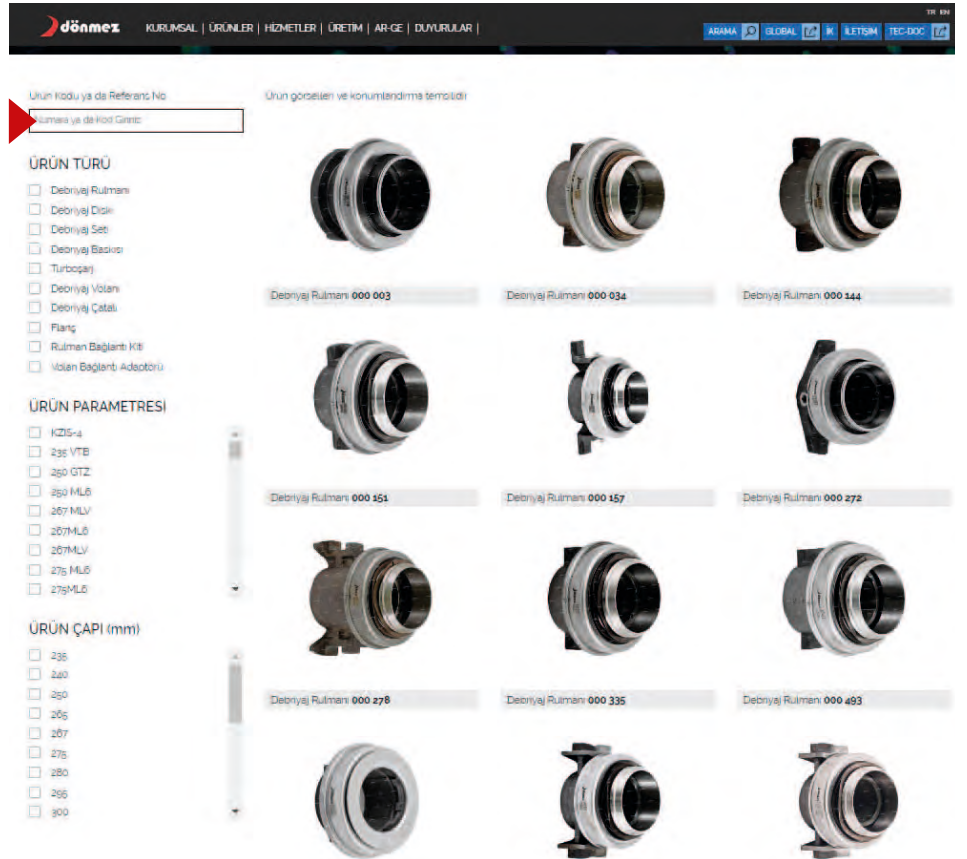 TR EN
dönmez
KURUMSAL | ÜRÜNLER | HİZMETLER | ÜRETİM | AR-GE | DUYURULAR |
ARAMA GLOBAL İK İLETİŞİM TEC-DOC
Ürün Kodu ya da Referans No
Numara ya da Kod Giriniz
Ürün görselleri ve konumlandırma temsilidir
ÜRÜN TÜRÜ
Debriyaj Rulmanı
Debriyaj Diski
Debriyaj Seti
Debriyaj Baskısı
Turboşarj
Debriyaj Volanı
Debriyaj Çatalı
Flanş
Rulman Bağlantı Kiti
Volan Bağlantı Adaptörü
ÜRÜN PARAMETRESİ
KZIS-4
235 VTB
250 GTZ
250 ML6
267 MLV
267ML6
267MLV
275 ML6
275ML6
ÜRÜN ÇAPI (mm)
235
240
250
265
267
275
280
295
300
Debriyaj Rulmanı 000 003
Debriyaj Rulmanı 000 034
Debriyaj Rulmanı 000 144
Debriyaj Rulmanı 000 151
Debriyaj Rulmanı 000 157
Debriyaj Rulmanı 000 272
Debriyaj Rulmanı 000 278
Debriyaj Rulmanı 000 335
Debriyaj Rulmanı 000 493